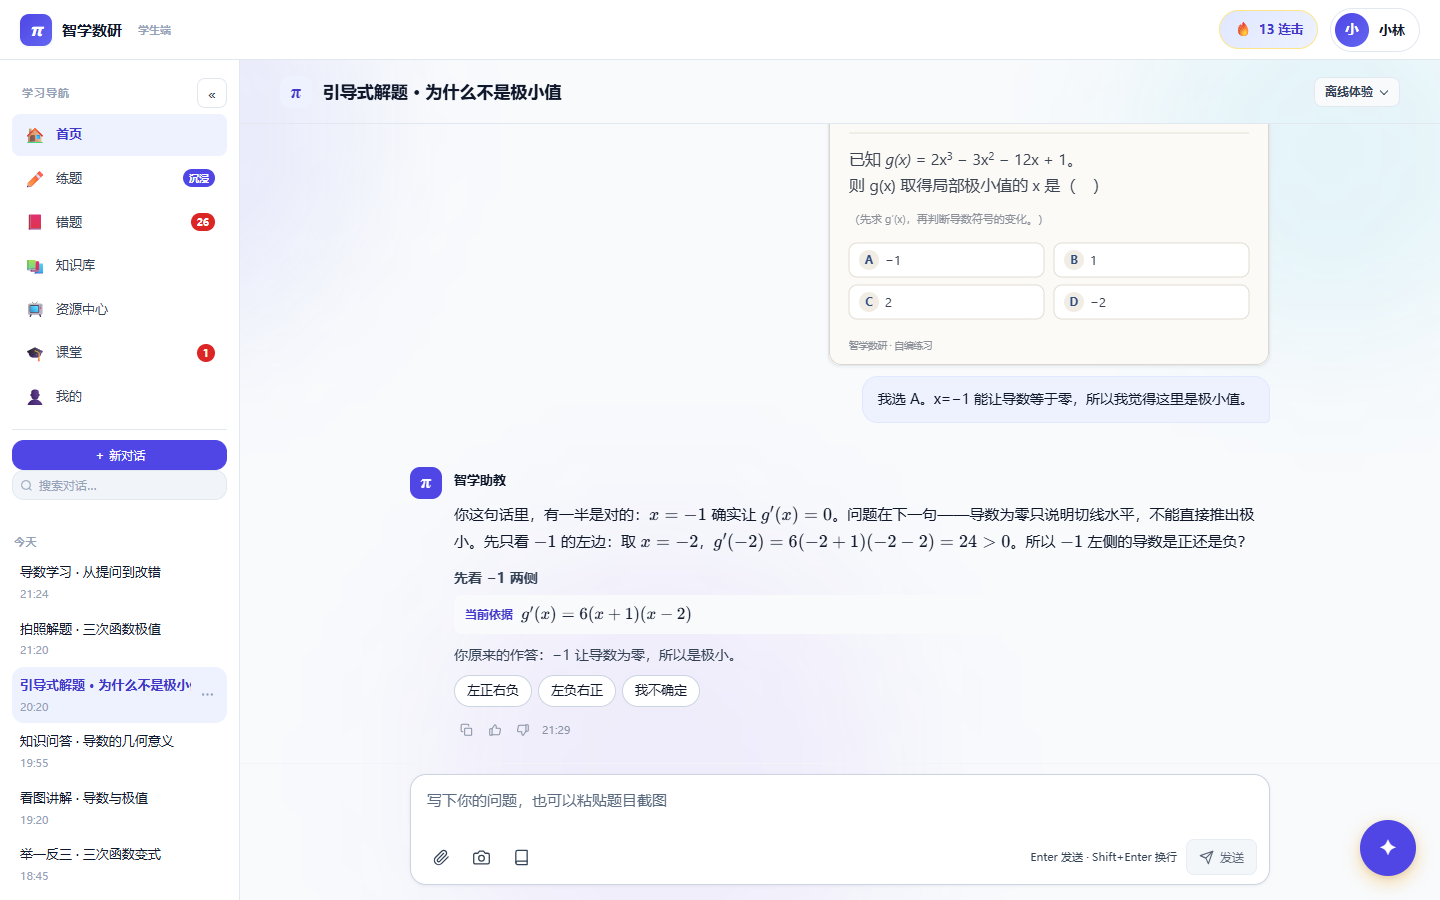 π 智学数研 学生端
13 连击
小 小林
学习导航
«
首页
练题 沉浸
错题 26
知识库
资源中心
课堂 1
我的
+ 新对话
搜索对话...
今天
导数学习 · 从提问到改错
21:24
拍照解题 · 三次函数极值
21:20
引导式解题 • 为什么不是极小
20:20
知识问答 · 导数的几何意义
19:55
看图讲解 · 导数与极值
19:20
举一反三 · 三次函数变式
18:45
π 引导式解题 • 为什么不是极小值
离线体验
已知 g(x) = 2x³ − 3x² − 12x + 1。
则 g(x) 取得局部极小值的 x 是（　）
（先求 g′(x)，再判断导数符号的变化。）
A −1
B 1
C 2
D −2
智学数研 · 自编练习
我选 A。x=−1 能让导数等于零，所以我觉得这里是极小值。
π 智学助教
你这句话里，有一半是对的：x = −1 确实让 g′(x) = 0。问题在下一句——导数为零只说明切线水平，不能直接推出极
小。先只看 −1 的左边：取 x = −2，g′(−2) = 6(−2 + 1)(−2 − 2) = 24 > 0。所以 −1 左侧的导数是正还是负？
先看 −1 两侧
当前依据 g′(x) = 6(x + 1)(x − 2)
你原来的作答：−1 让导数为零，所以是极小。
左正右负 左负右正 我不确定
21:29
写下你的问题，也可以粘贴题目截图
Enter 发送 · Shift+Enter 换行
发送